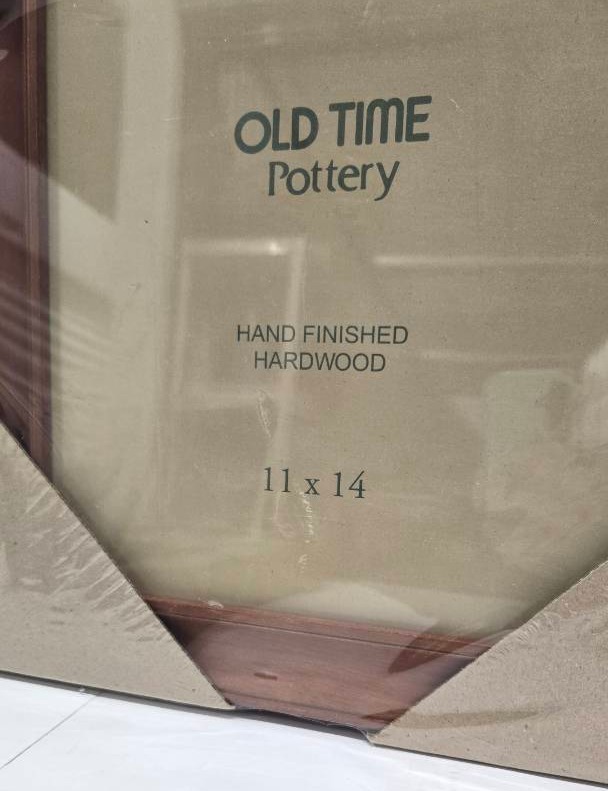 OLD TIME
Pottery
HAND FINISHED
HARDWOOD
11 x 14